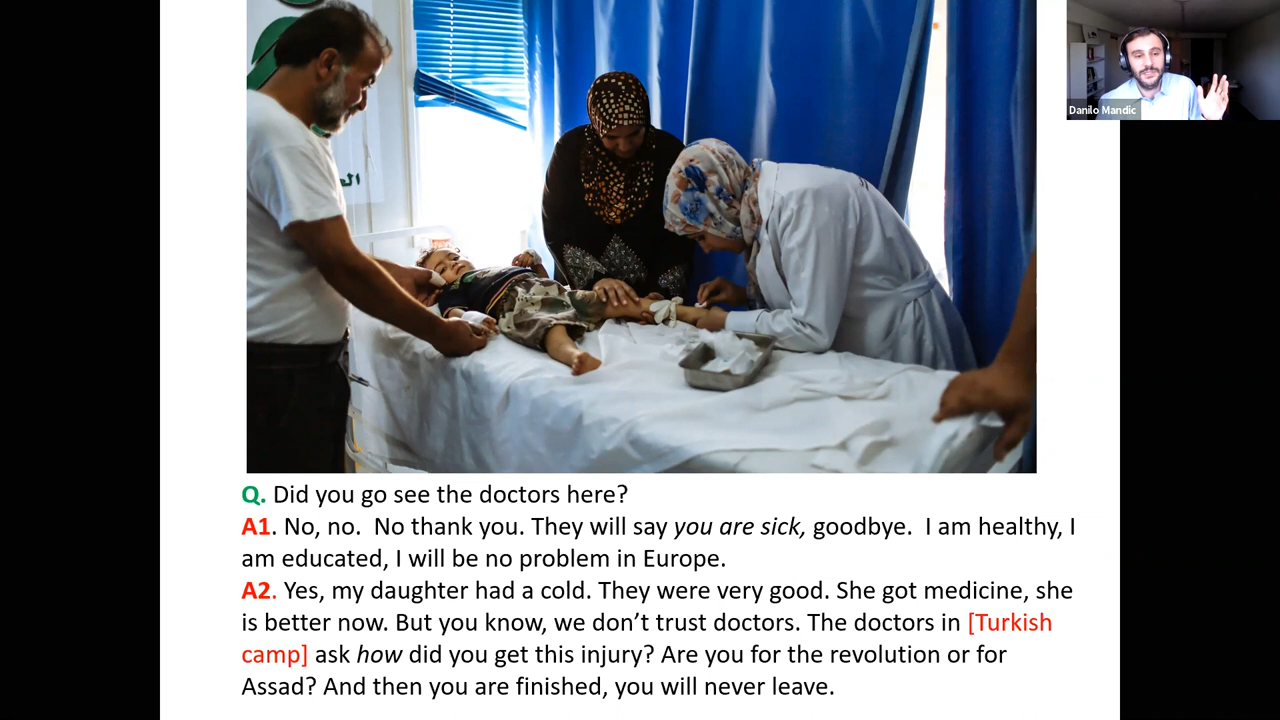 Danilo Mandic
Q. Did you go see the doctors here?
A1. No, no.  No thank you. They will say you are sick, goodbye.  I am healthy, I
am educated, I will be no problem in Europe.
A2. Yes, my daughter had a cold. They were very good. She got medicine, she
is better now. But you know, we don’t trust doctors. The doctors in [Turkish
camp] ask how did you get this injury? Are you for the revolution or for
Assad? And then you are finished, you will never leave.